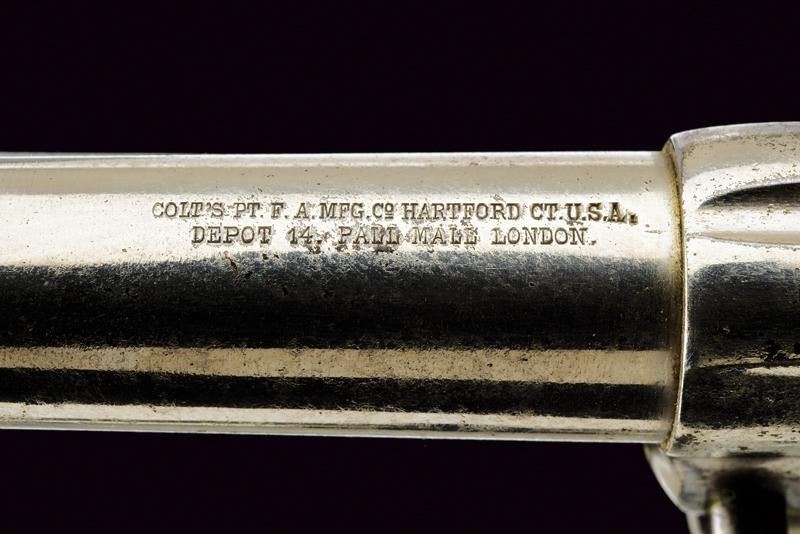 COLT'S PT. F. A. MFG. Cº HARTFORD CT. U.S.A.
DEPOT 14. PALL MALL LONDON.